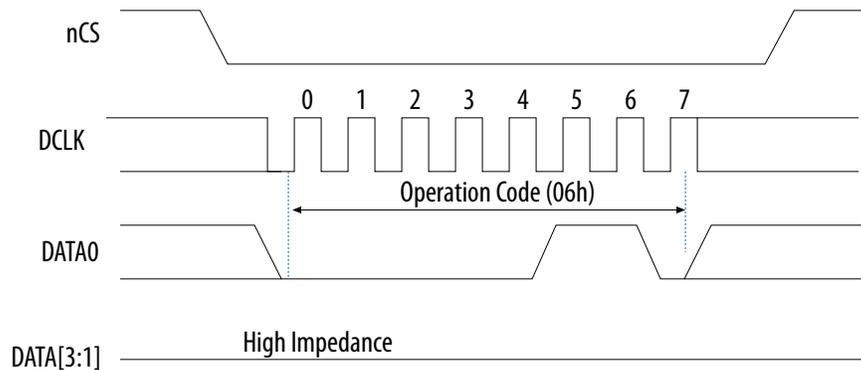 nCS
0 1 2 3 4 5 6 7
DCLK
Operation Code (06h)
DATA0
High Impedance
DATA[3:1]